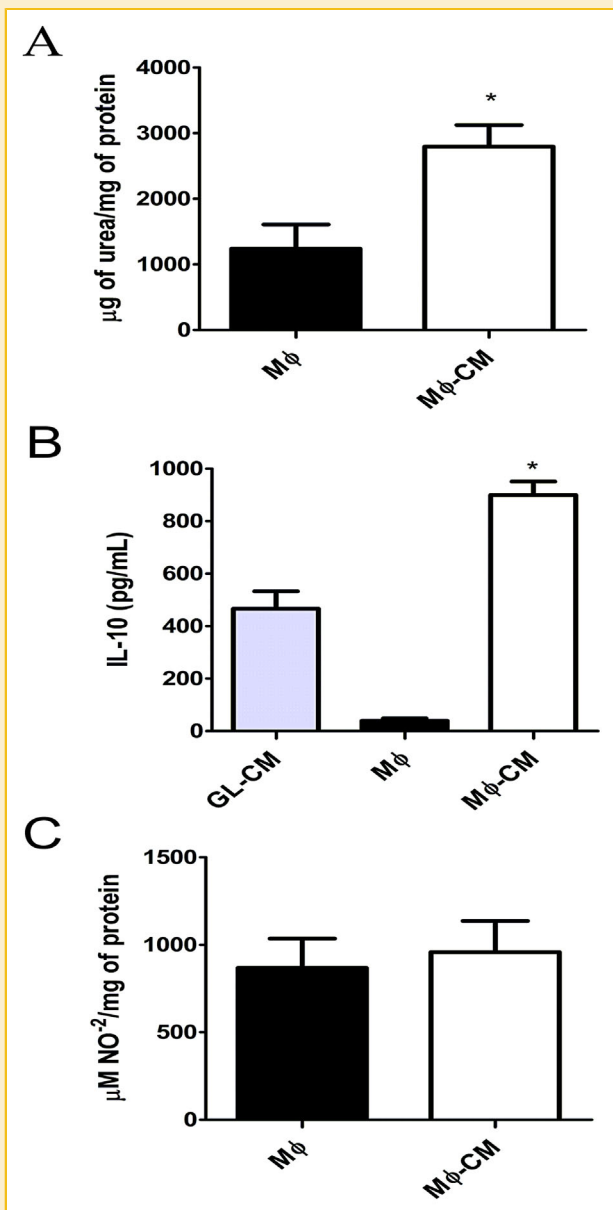 A
4000
3000
2000
1000
0
μg of urea/mg of protein
*
Mϕ
Mϕ-CM
B
1000
800
600
400
200
0
IL-10 (pg/mL)
*
GL-CM
Mϕ
Mϕ-CM
C
1500
1000
500
0
μM NO⁻²/mg of protein
Mϕ
Mϕ-CM